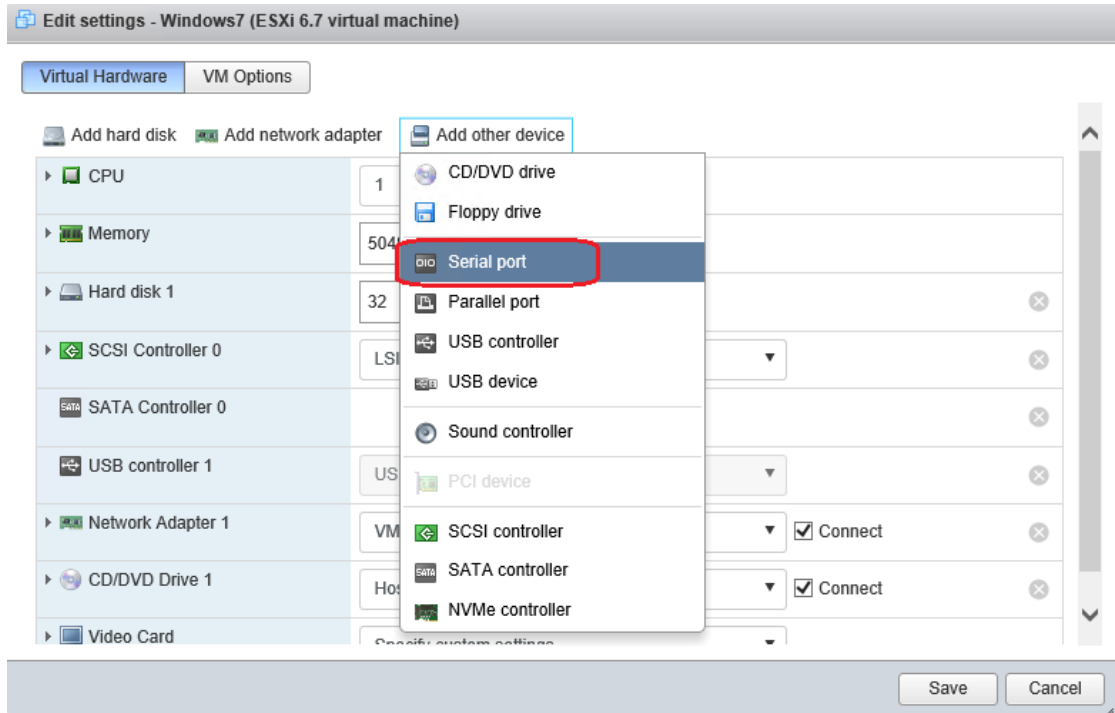 Edit settings - Windows7 (ESXi 6.7 virtual machine)
Virtual Hardware VM Options
Add hard disk Add network adapter Add other device
CPU 1
CD/DVD drive
Floppy drive
Memory
Serial port
Hard disk 1 32
Parallel port
USB controller
SCSI Controller 0 LSI
USB device
SATA Controller 0
Sound controller
USB controller 1 US
PCI device
Network Adapter 1 VM Connect
SCSI controller
SATA controller
CD/DVD Drive 1 Connect
NVMe controller
Video Card Specify custom settings
Save Cancel